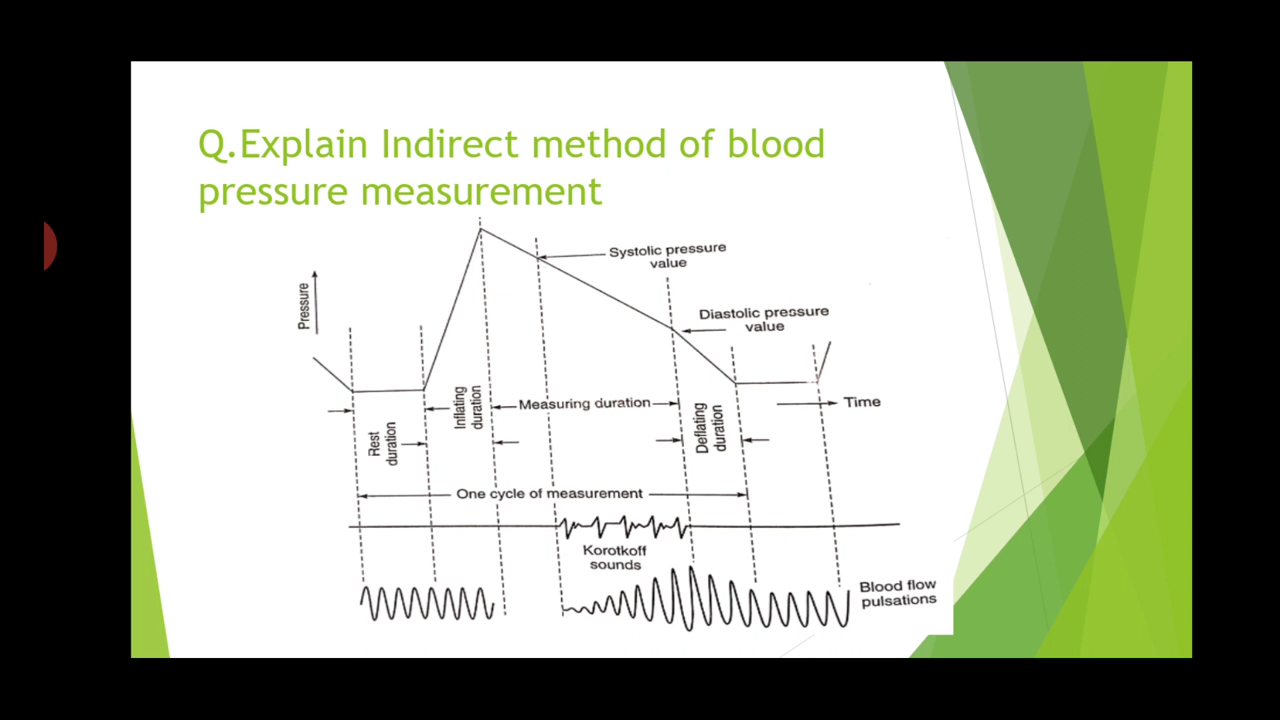 Q.Explain Indirect method of blood
pressure measurement
Systolic pressure
value
Pressure
Diastolic pressure
value
Inflating
duration
Measuring duration
Time
Rest
duration
Deflating
duration
One cycle of measurement
Korotkoff
sounds
Blood flow
pulsations